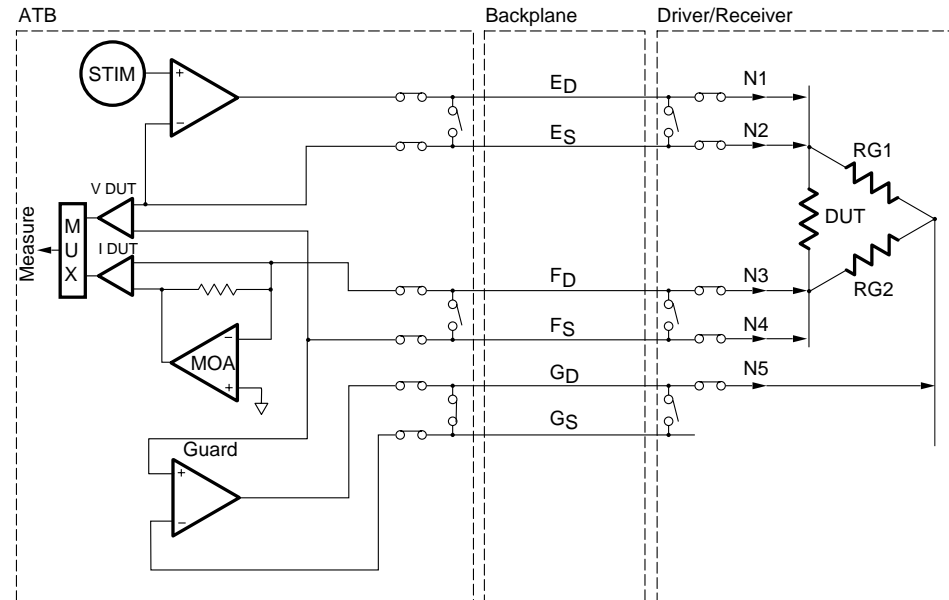 ATB
Backplane
Driver/Receiver
STIM
+
−
ED
N1
ES
N2
RG1
V DUT
DUT
MUX
Measure
I DUT
FD
N3
RG2
FS
N4
−
MOA
+
GD
N5
GS
Guard
+
−